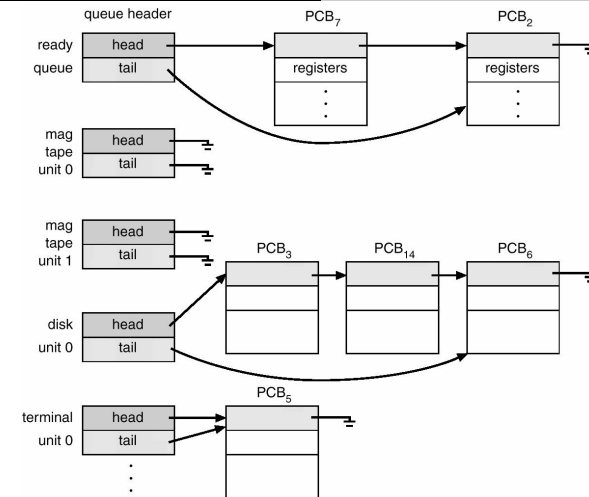 queue header PCB7 PCB2
ready head
queue tail registers registers
mag head
tape tail
unit 0
mag head
tape tail
unit 1
PCB3 PCB14 PCB6
disk head
unit 0 tail
PCB5
terminal head
unit 0 tail